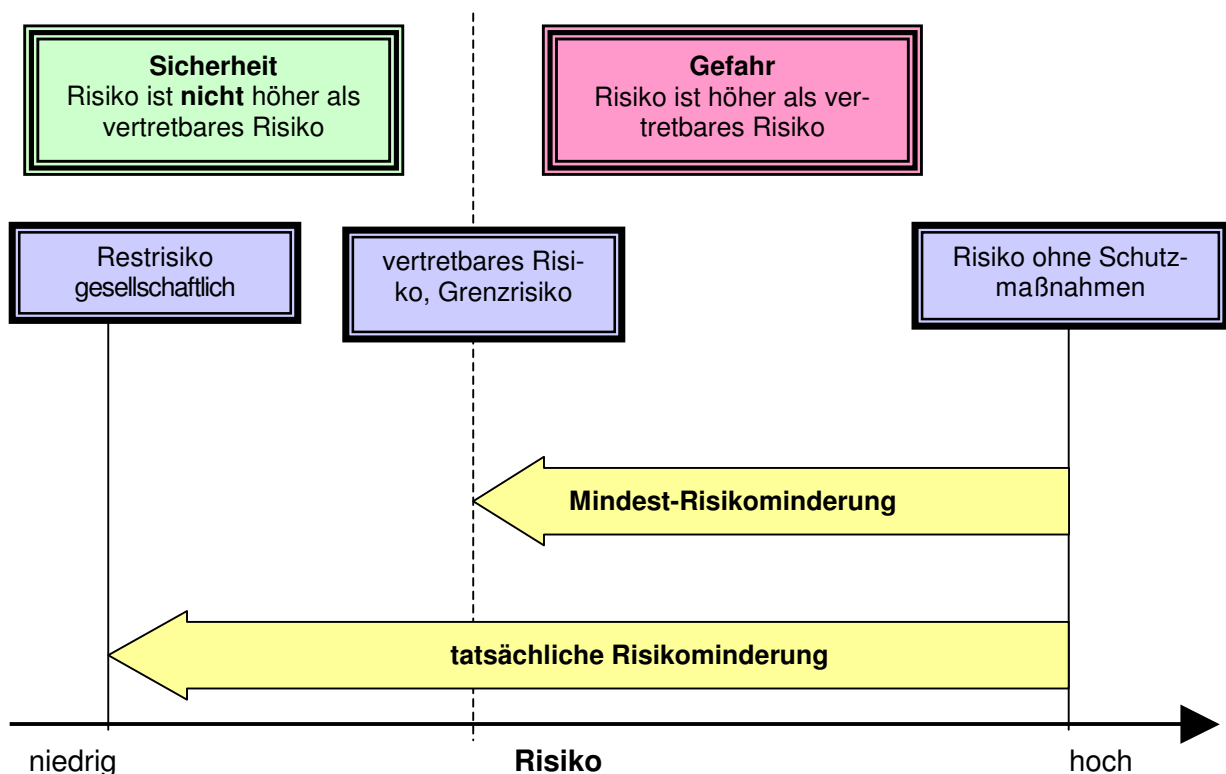 Sicherheit
Risiko ist nicht höher als
vertretbares Risiko
Gefahr
Risiko ist höher als ver-
tretbares Risiko
Restrisiko
gesellschaftlich
vertretbares Risi-
ko, Grenzrisiko
Risiko ohne Schutz-
maßnahmen
Mindest-Risikominderung
tatsächliche Risikominderung
niedrig
Risiko
hoch